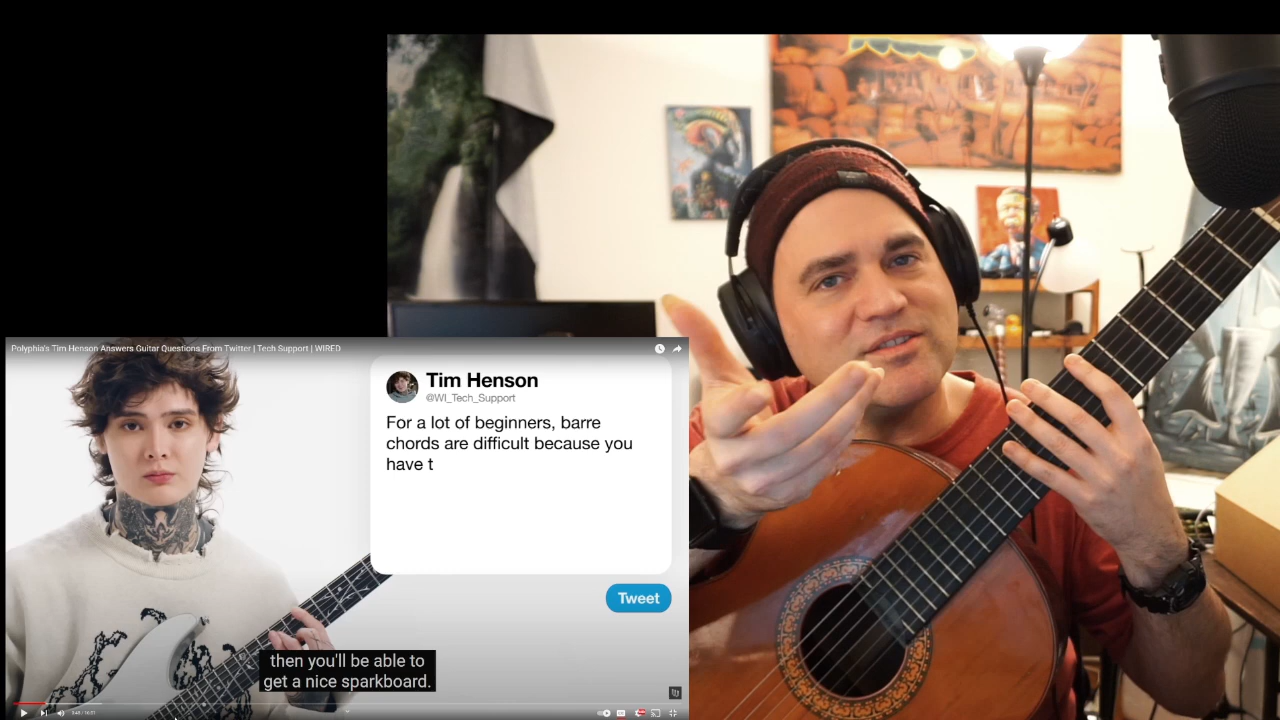 Polyphia's Tim Henson Answers Guitar Questions From Twitter | Tech Support | WIRED
Tim Henson
@WI_Tech_Support
For a lot of beginners, barre
chords are difficult because you
have t
Tweet
then you'll be able to
get a nice sparkboard.